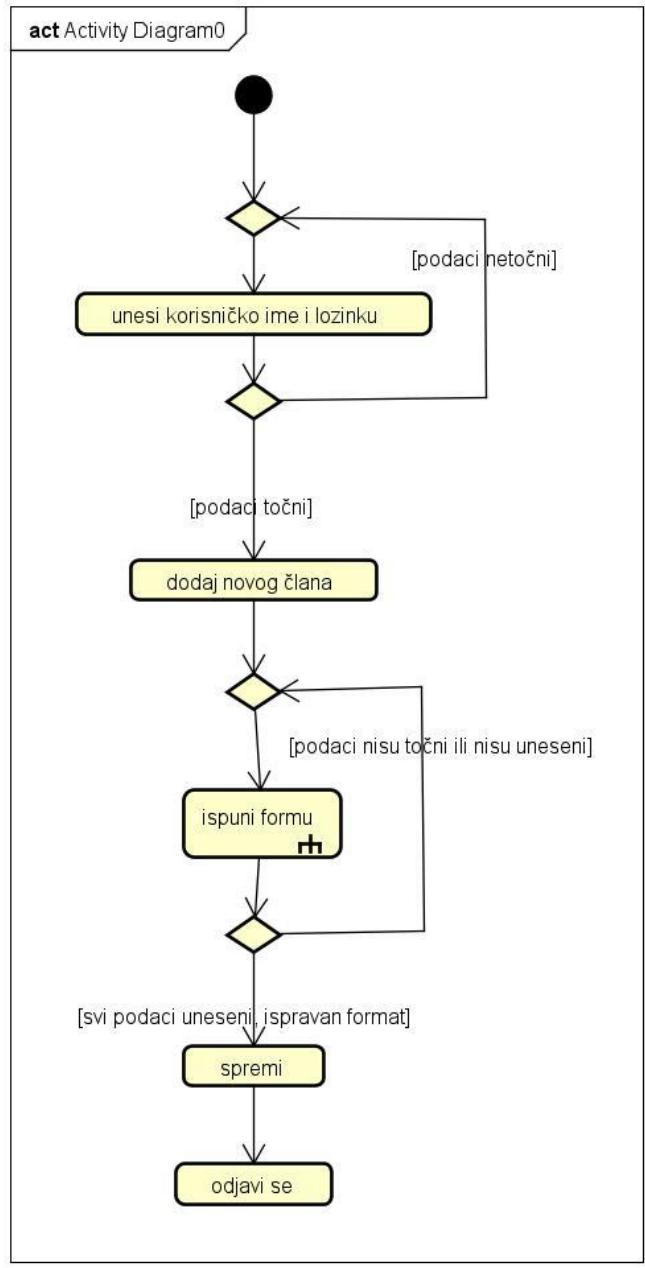 act Activity Diagram0
[podaci netočni]
unesi korisničko ime i lozinku
[podaci točni]
dodaj novog člana
[podaci nisu točni ili nisu uneseni]
ispuni formu
[svi podaci uneseni, ispravan format]
spremi
odjavi se